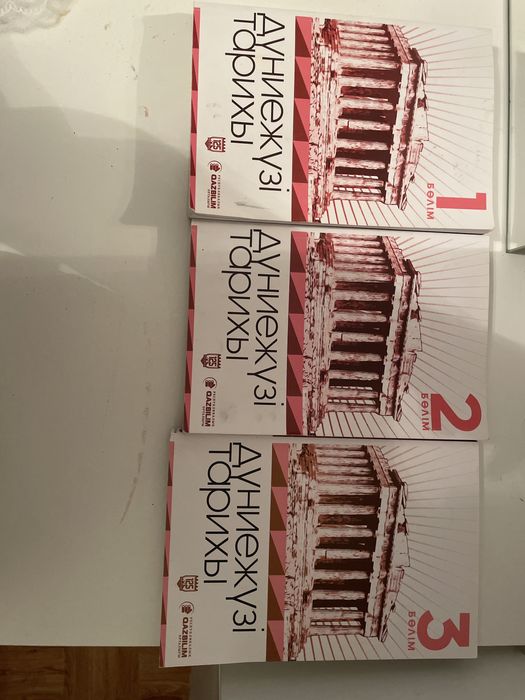 1
БӨЛІМ
ДҮНИЕЖҮЗІ
ТАРИХЫ
QAZBILIM
2
БӨЛІМ
ДҮНИЕЖҮЗІ
ТАРИХЫ
QAZBILIM
3
БӨЛІМ
ДҮНИЕЖҮЗІ
ТАРИХЫ
QAZBILIM